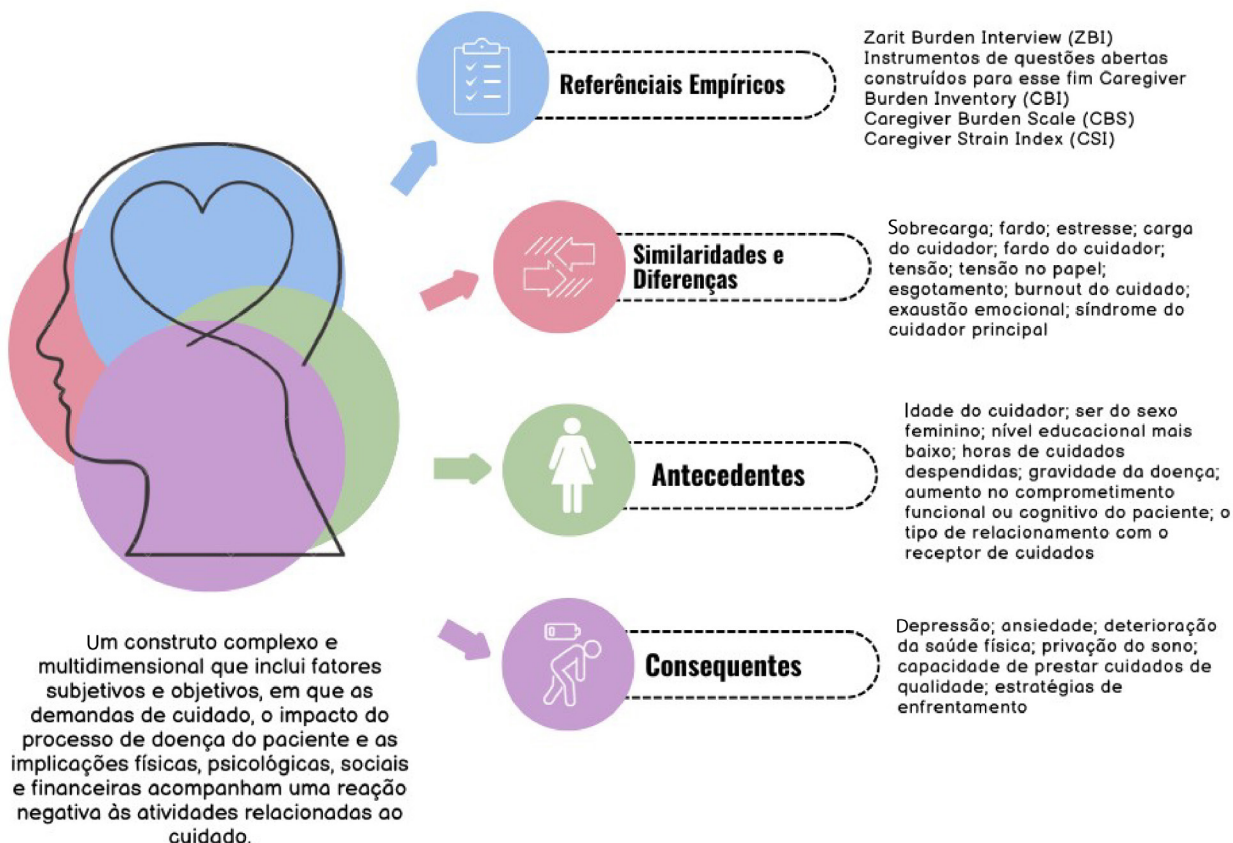 Referênciais Empíricos
Zarit Burden Interview (ZBI)
Instrumentos de questões abertas
construídos para esse fim Caregiver
Burden Inventory (CBI)
Caregiver Burden Scale (CBS)
Caregiver Strain Index (CSI)
Similaridades e
Diferenças
Sobrecarga; fardo; estresse; carga
do cuidador; fardo do cuidador;
tensão; tensão no papel;
esgotamento; burnout do cuidado;
exaustão emocional; síndrome do
cuidador principal
Antecedentes
Idade do cuidador; ser do sexo
feminino; nível educacional mais
baixo; horas de cuidados
despendidas; gravidade da doença;
aumento no comprometimento
funcional ou cognitivo do paciente; o
tipo de relacionamento com o
receptor de cuidados
Consequentes
Depressão; ansiedade; deterioração
da saúde física; privação do sono;
capacidade de prestar cuidados de
qualidade; estratégias de
enfrentamento
Um construto complexo e
multidimensional que inclui fatores
subjetivos e objetivos, em que as
demandas de cuidado, o impacto do
processo de doença do paciente e as
implicações físicas, psicológicas, sociais
e financeiras acompanham uma reação
negativa às atividades relacionadas ao
cuidado.